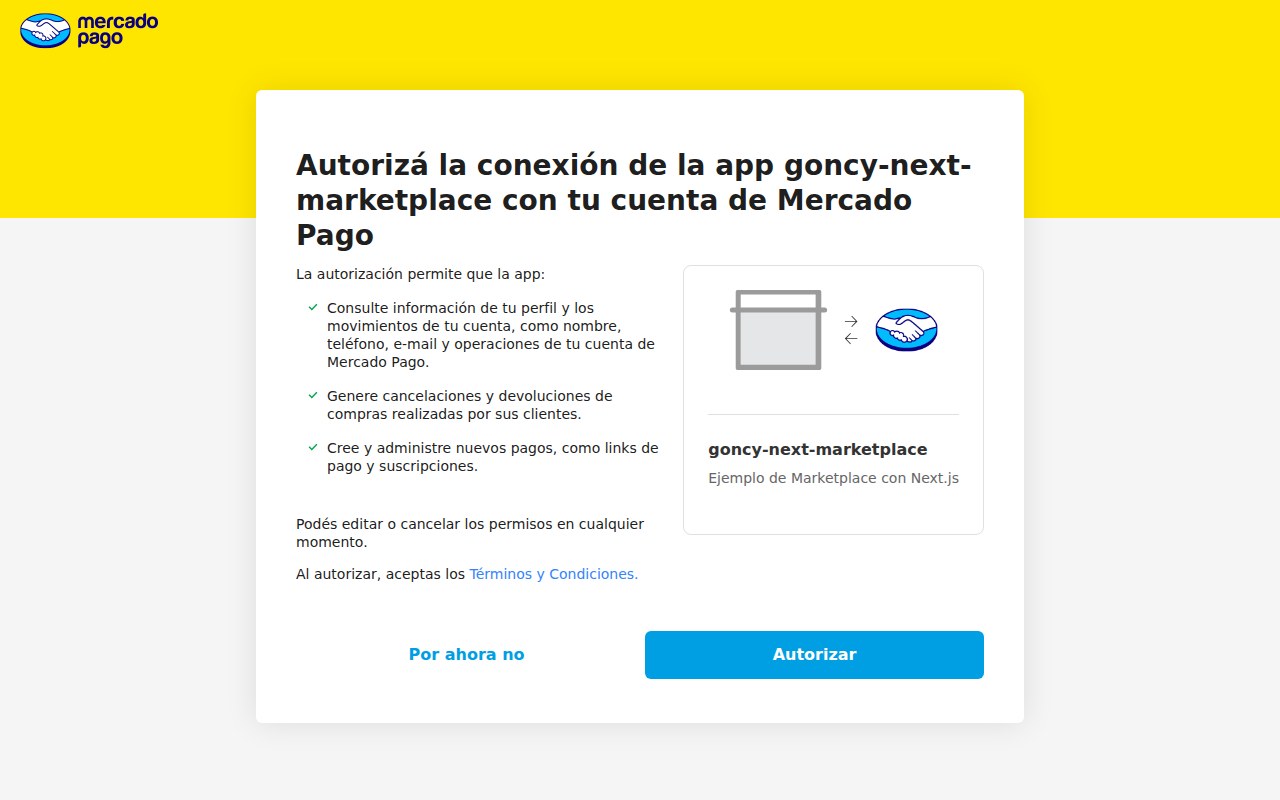 mercado
pago
Autorizá la conexión de la app goncy-next-
marketplace con tu cuenta de Mercado
Pago
La autorización permite que la app:
Consulte información de tu perfil y los
movimientos de tu cuenta, como nombre,
teléfono, e-mail y operaciones de tu cuenta de
Mercado Pago.
Genere cancelaciones y devoluciones de
compras realizadas por sus clientes.
Cree y administre nuevos pagos, como links de
pago y suscripciones.
Podés editar o cancelar los permisos en cualquier
momento.
Al autorizar, aceptas los Términos y Condiciones.
goncy-next-marketplace
Ejemplo de Marketplace con Next.js
Por ahora no
Autorizar